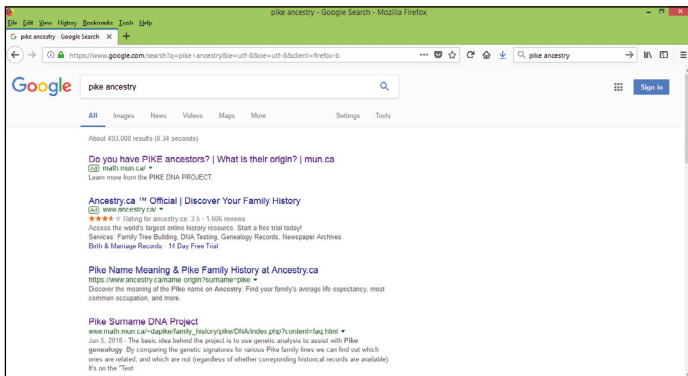 pike ancestry - Google Search - Mozilla Firefox
File Edit View History Bookmarks Tools Help
G pike ancestry - Google Search × +
https://www.google.com/search?q=pike+ancestry&ie=utf-8&oe=utf-8&client=firefox-b
pike ancestry
Google
pike ancestry
Sign in
All Images News Videos Maps More Settings Tools
About 493,000 results (0.34 seconds)
Do you have PIKE ancestors? | What is their origin? | mun.ca
Ad math.mun.ca/
Learn more from the PIKE DNA PROJECT.
Ancestry.ca ™ Official | Discover Your Family History
Ad www.ancestry.ca/
Rating for ancestry.ca: 3.5 - 1,606 reviews
Access the world's largest online history resource. Start a free trial today!
Services: Family Tree Building, DNA Testing, Genealogy Records, Newspaper Archives
Birth & Marriage Records · 14 Day Free Trial
Pike Name Meaning & Pike Family History at Ancestry.ca
https://www.ancestry.ca/name-origin?surname=pike
Discover the meaning of the Pike name on Ancestry. Find your family's average life expectancy, most
common occupation, and more.
Pike Surname DNA Project
www.math.mun.ca/~dapike/family_history/pike/DNA/index.php?content=faq.html
Jan 5, 2018 - The basic idea behind the project is to use genetic analysis to assist with Pike
genealogy. By comparing the genetic signatures for various Pike family lines we can find out which
ones are related, and which are not (regardless of whether correponding historical records are available).
It's on the "Test